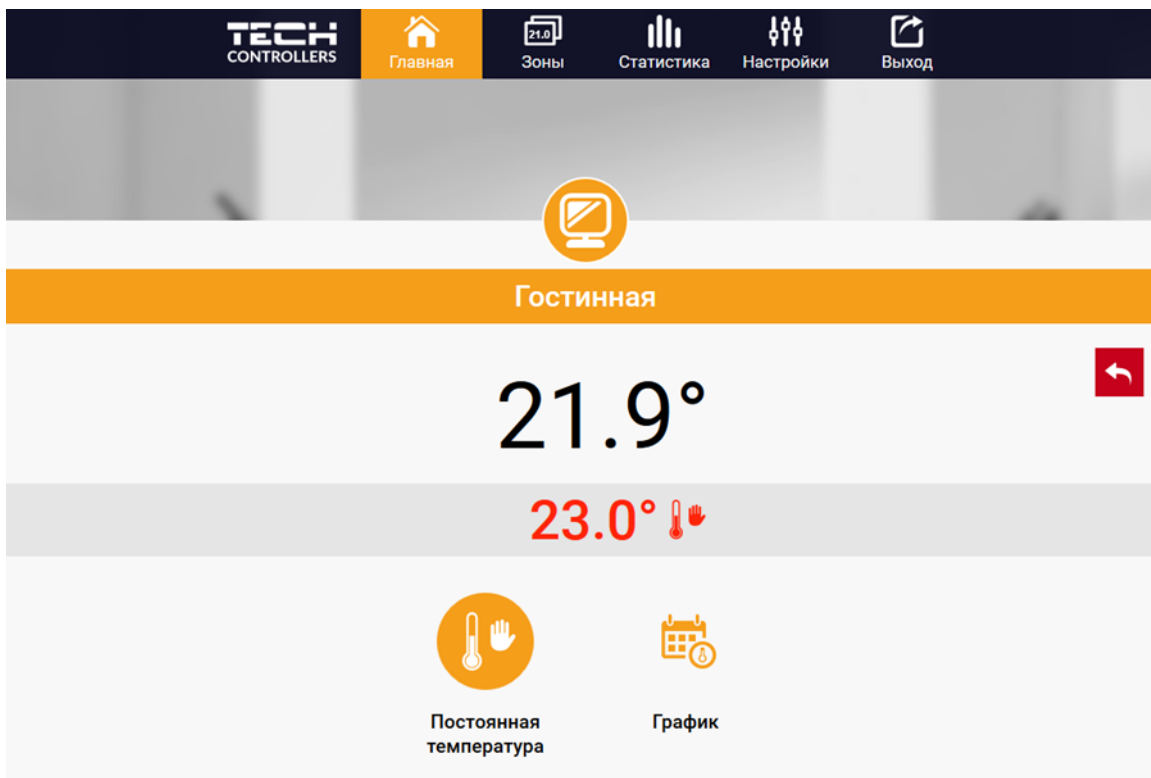 TECH
CONTROLLERS
Главная
21.0
Зоны
Статистика
Настройки
Выход
Гостинная
21.9°
23.0°
Постоянная
температура
График